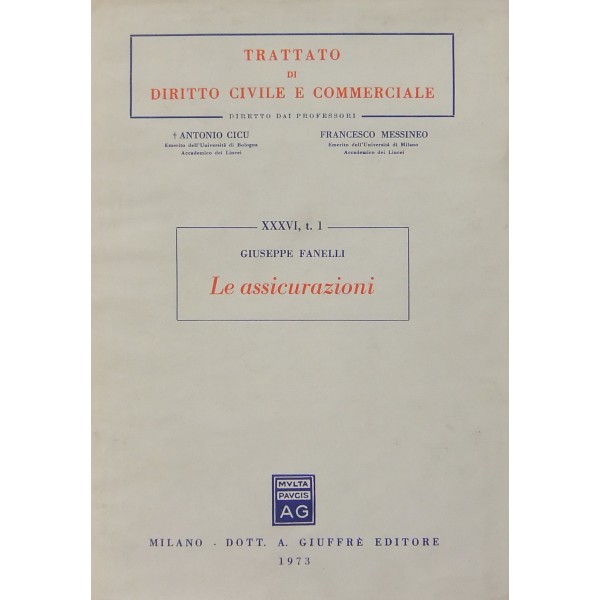 TRATTATO
DI
DIRITTO CIVILE E COMMERCIALE
DIRETTO DAI PROFESSORI
† ANTONIO CICU
Emerito dell'Università di Bologna
Accademico dei Lincei
FRANCESCO MESSINEO
Emerito dell'Università di Milano
Accademico dei Lincei
XXXVI, t. 1
GIUSEPPE FANELLI
Le assicurazioni
MVLTA
PAVCIS
AG
MILANO - DOTT. A. GIUFFRÈ EDITORE
1973